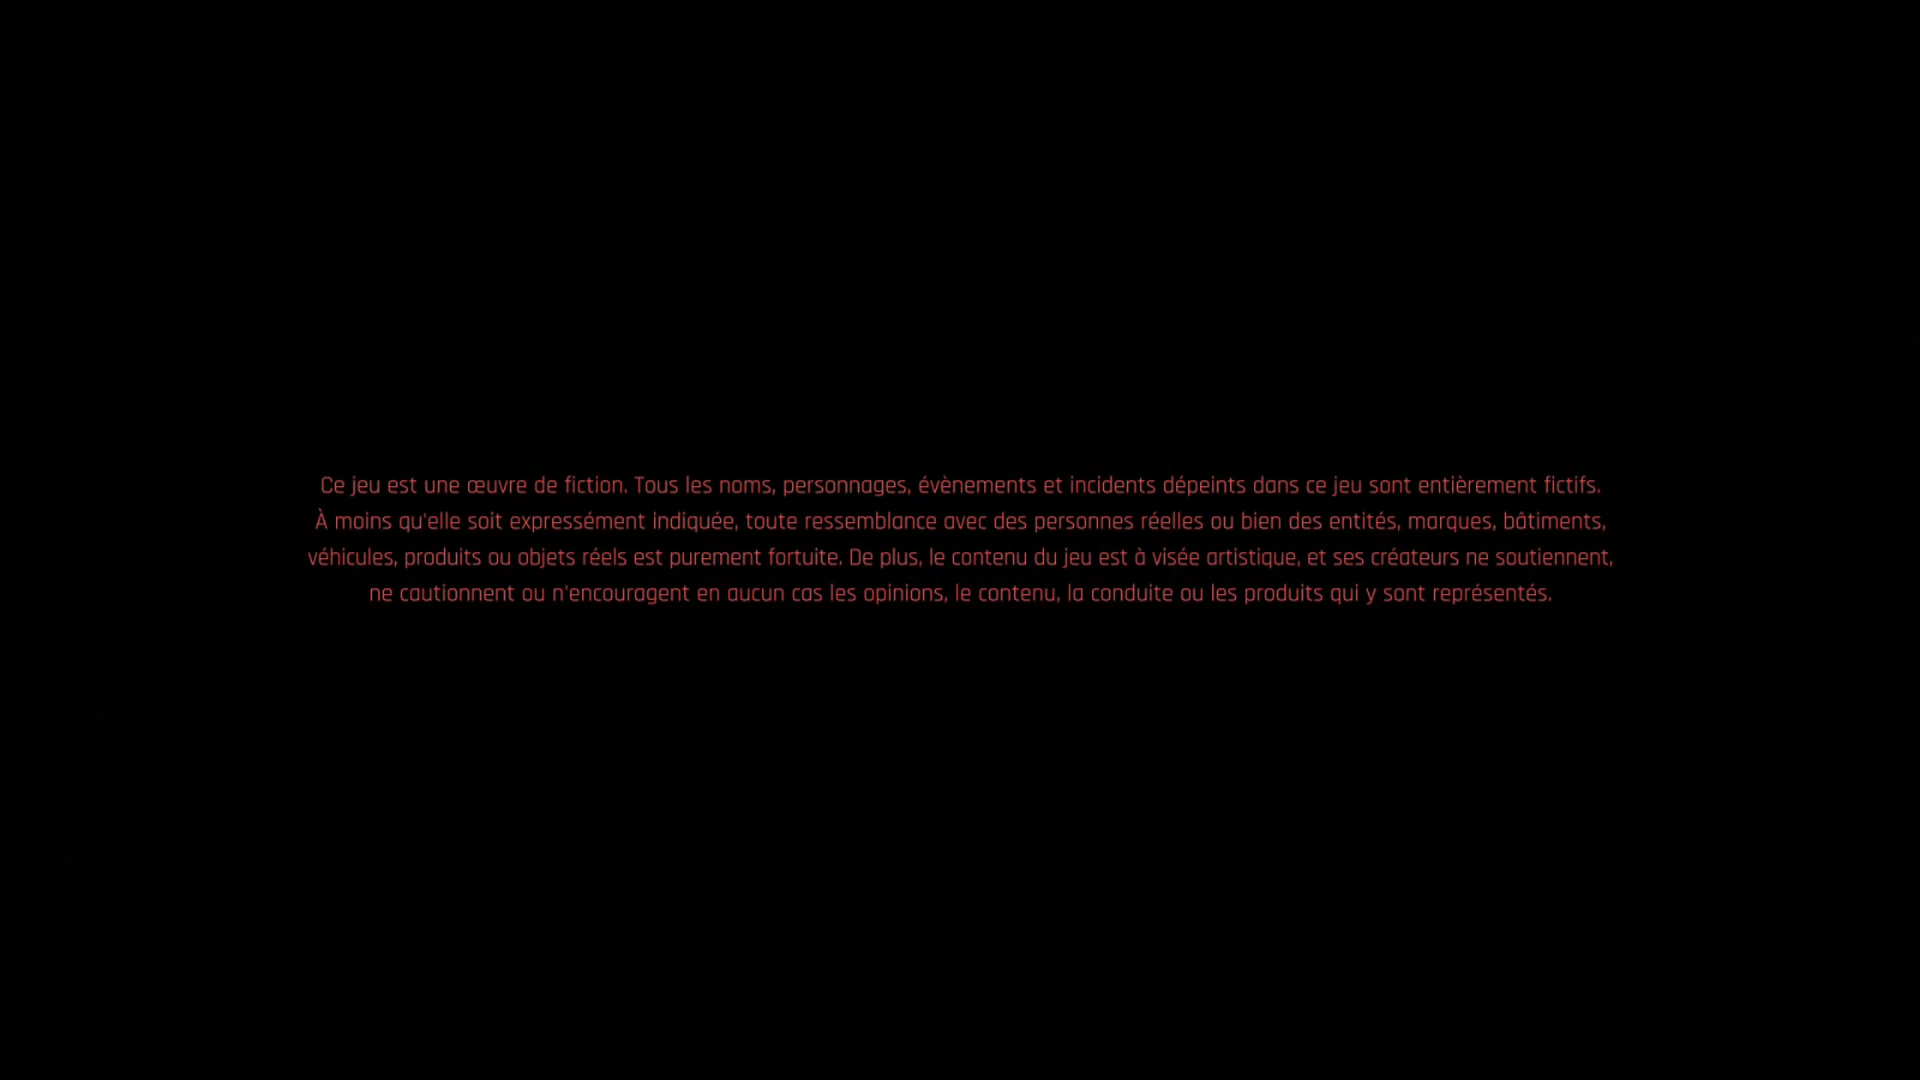 Ce jeu est une œuvre de fiction. Tous les noms, personnages, évènements et incidents dépeints dans ce jeu sont entièrement fictifs.
À moins qu'elle soit expressément indiquée, toute ressemblance avec des personnes réelles ou bien des entités, marques, bâtiments,
véhicules, produits ou objets réels est purement fortuite. De plus, le contenu du jeu est à visée artistique, et ses créateurs ne soutiennent,
ne cautionnent ou n'encouragent en aucun cas les opinions, le contenu, la conduite ou les produits qui y sont représentés.